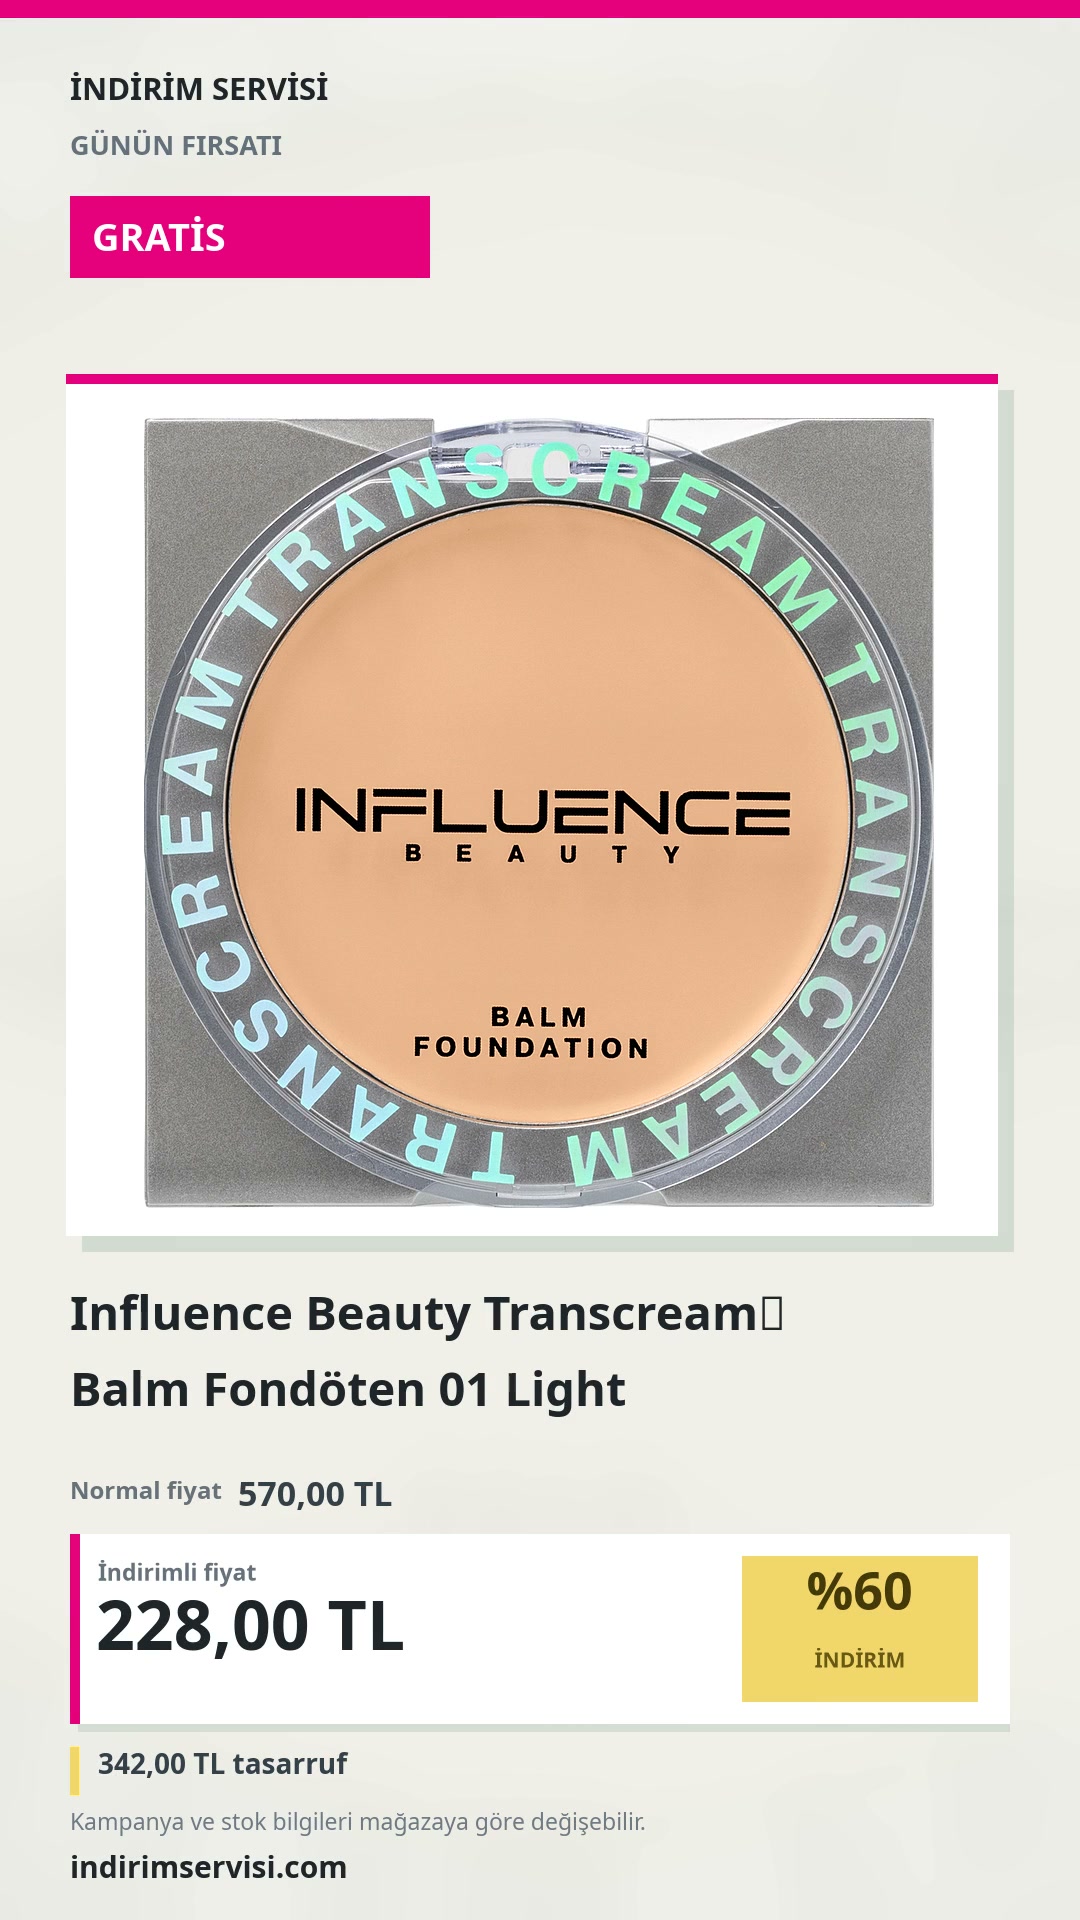 İNDİRİM SERVİSİ
GÜNÜN FIRSATI
GRATİS
TRANSCREAM TRANSCREAM TRANSCREAM
INFLUENCE
BEAUTY
BALM
FOUNDATION
Influence Beauty Transcream
Balm Fondöten 01 Light
Normal fiyat 570,00 TL
İndirimli fiyat
228,00 TL
%60
İNDİRİM
342,00 TL tasarruf
Kampanya ve stok bilgileri mağazaya göre değişebilir.
indirimservisi.com